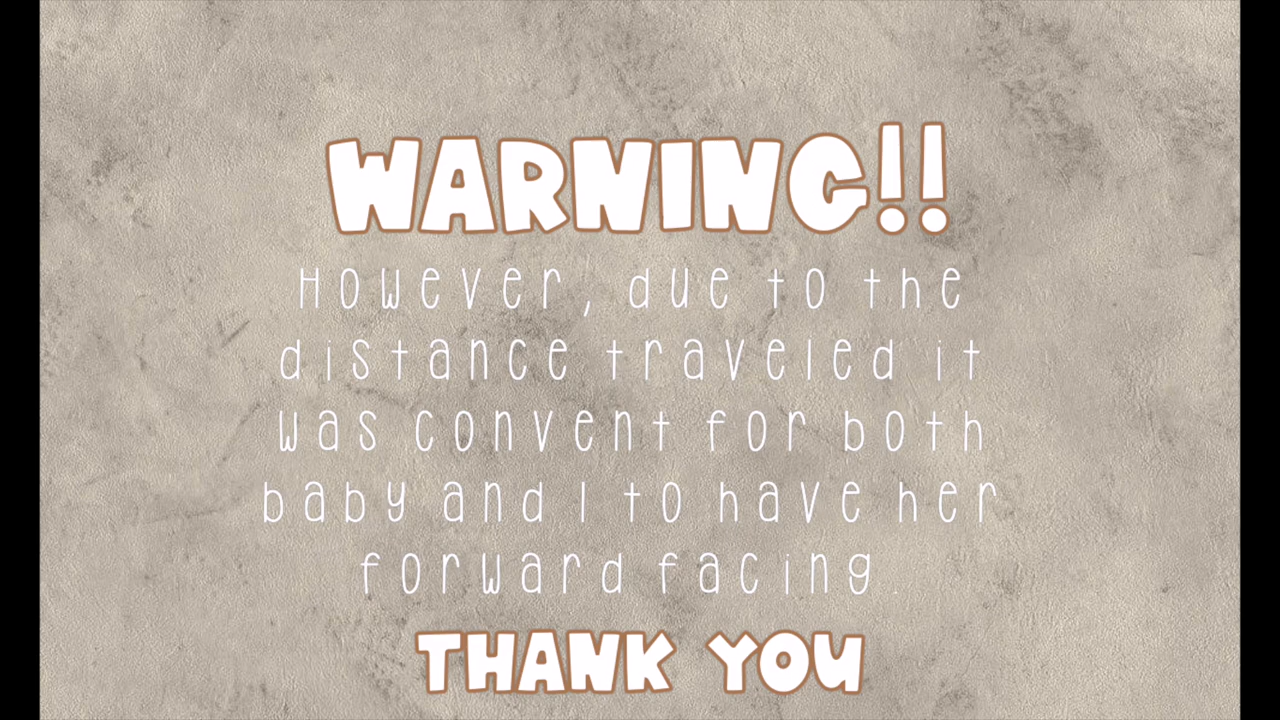 WARNING!!
However, due to the
distance traveled it
was convent for both
baby and I to have her
forward facing.
THANK YOU